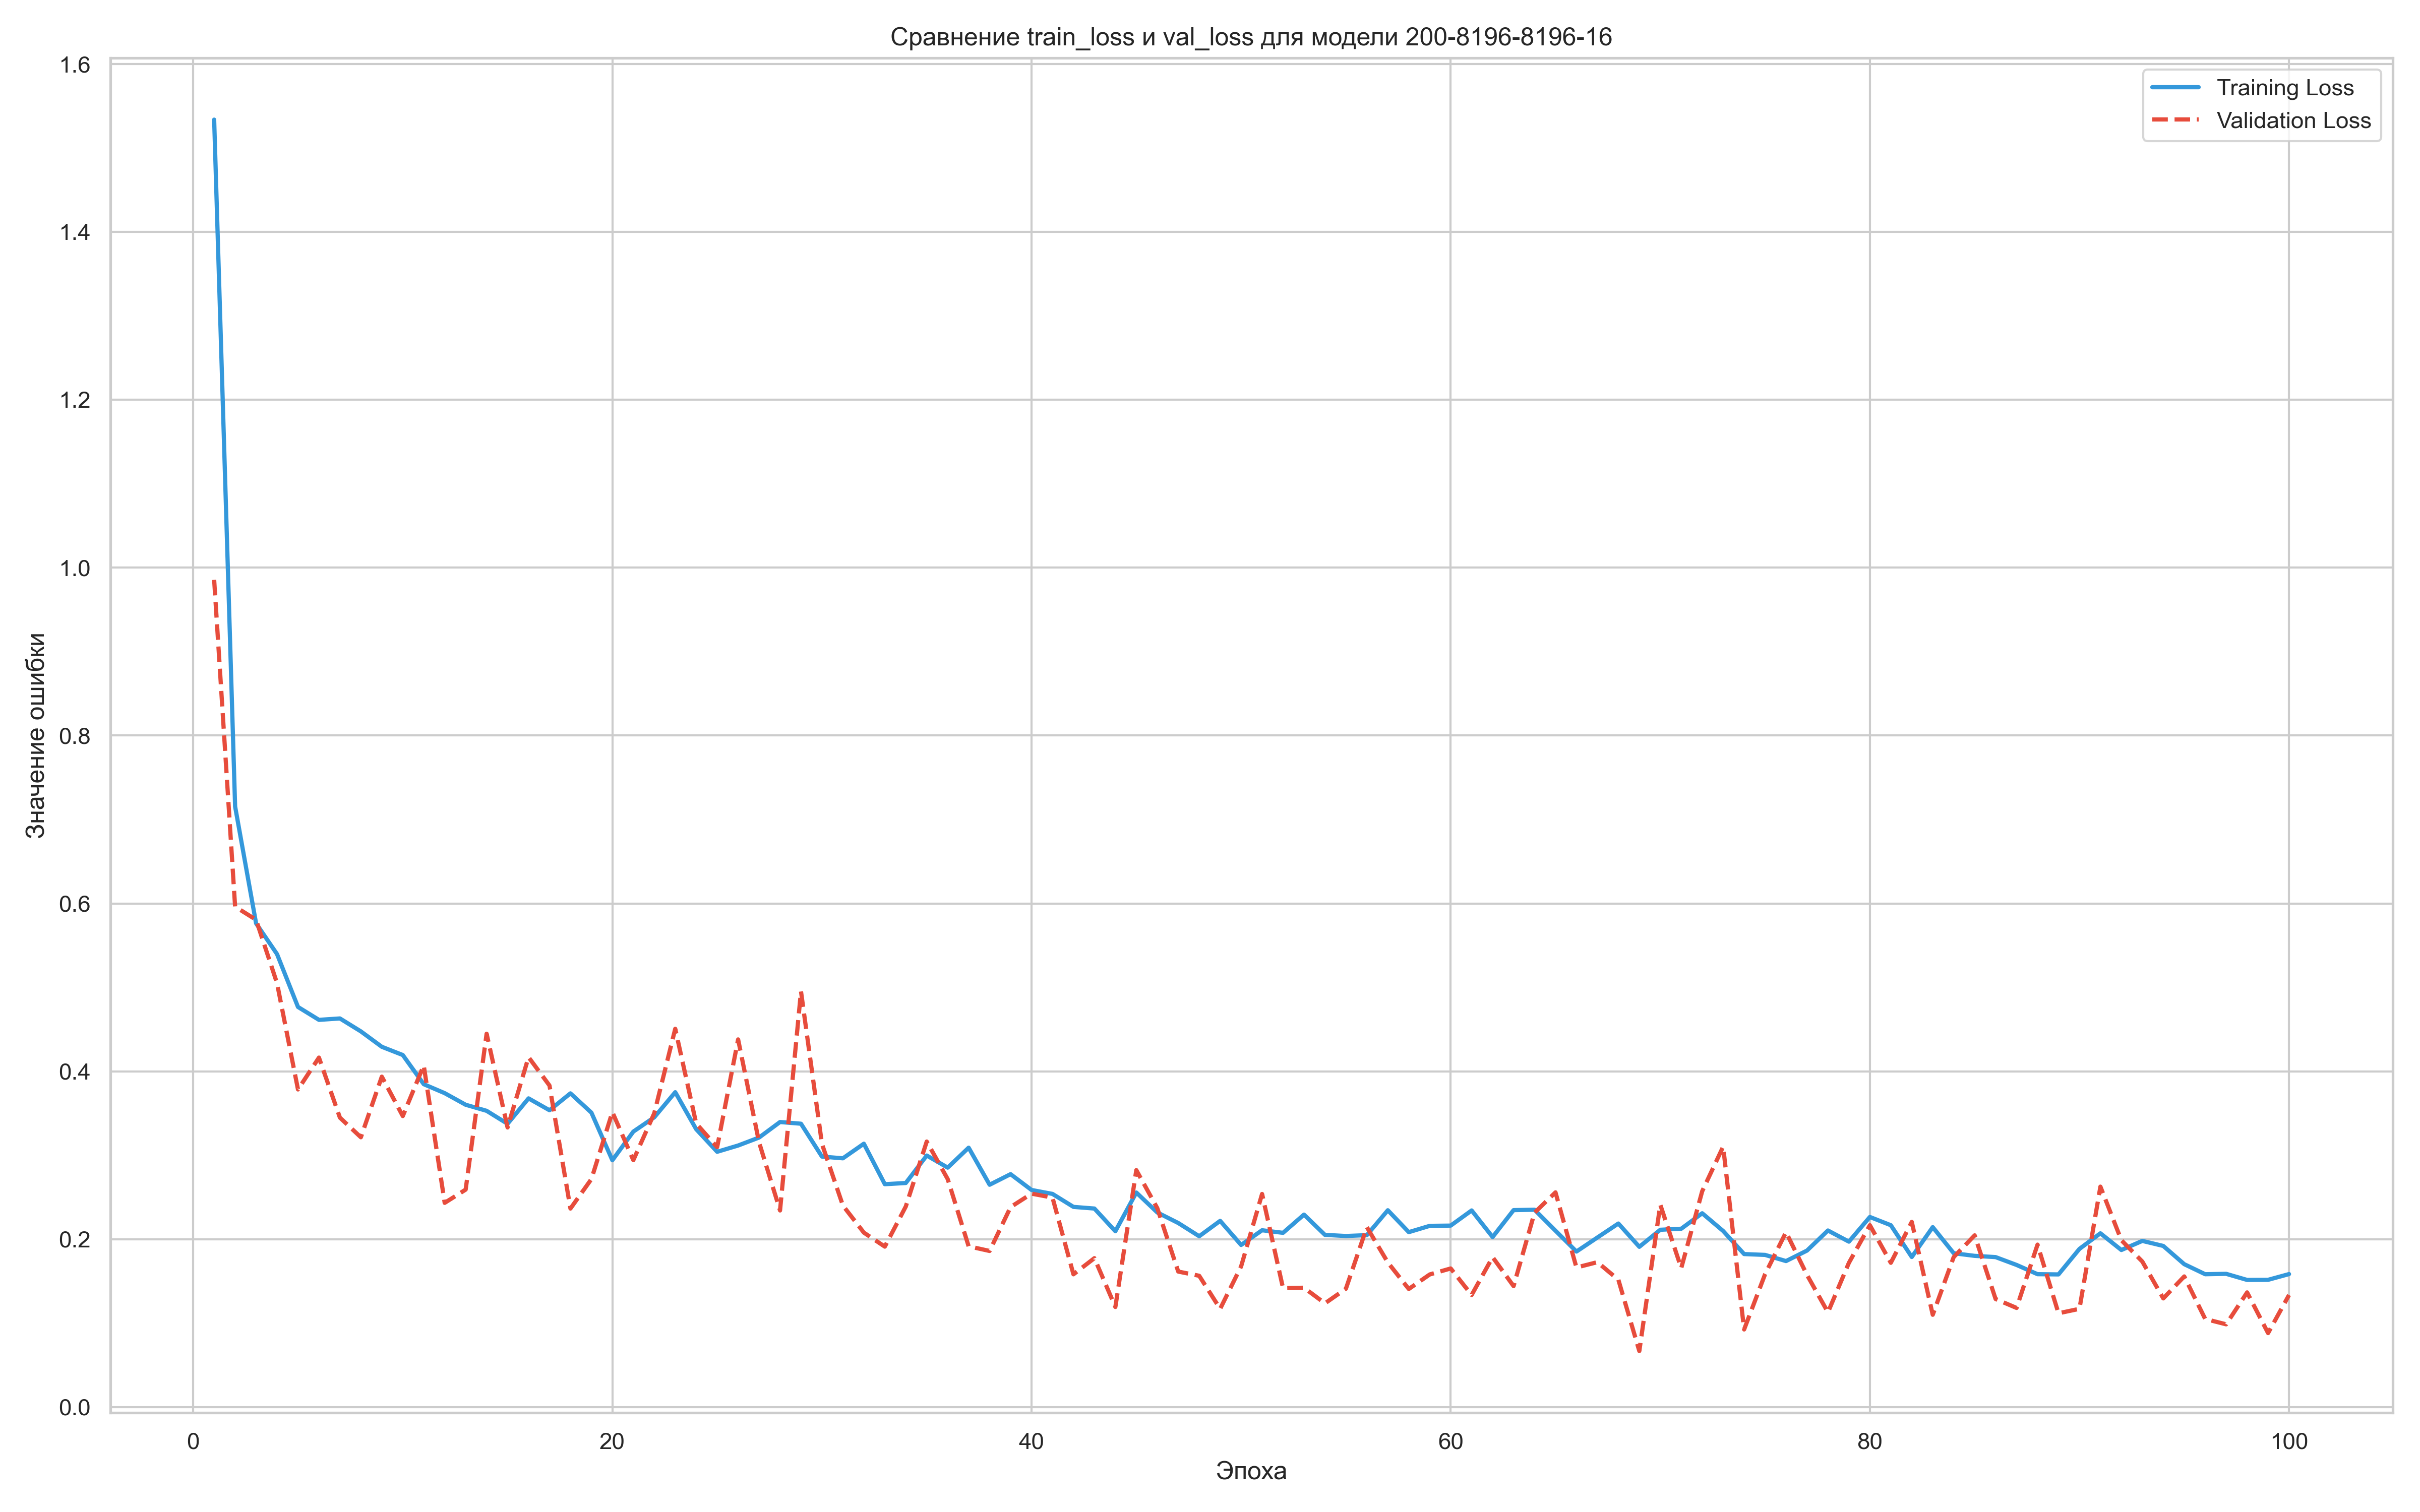 Сравнение train_loss и val_loss для модели 200-8196-8196-16
Training Loss
Validation Loss
1.6
1.4
1.2
1.0
0.8
0.6
0.4
0.2
0.0
Значение ошибки
0 20 40 60 80 100
Эпоха